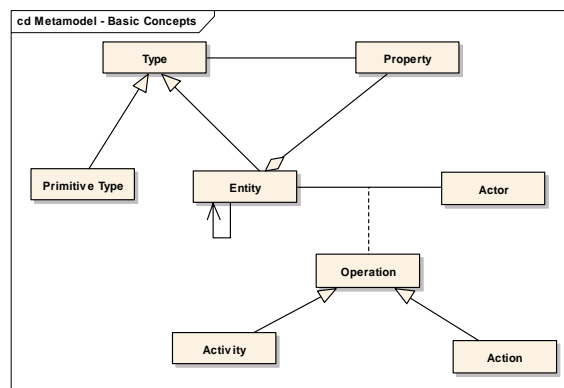 cd Metamodel - Basic Concepts
Type
Property
Primitive Type
Entity
Actor
Operation
Activity
Action